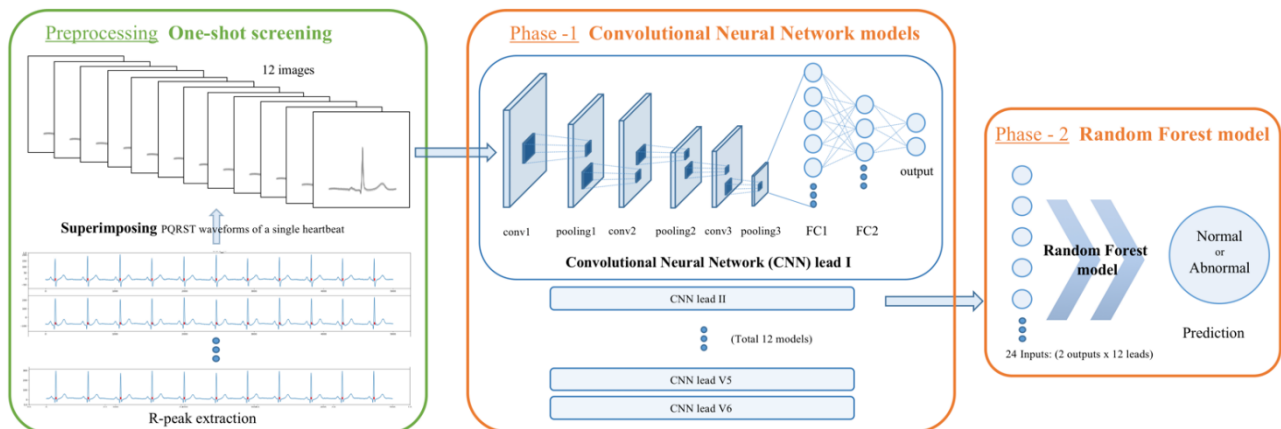 Preprocessing One-shot screening
12 images
Superimposing PQRST waveforms of a single heartbeat
R-peak extraction
Phase -1 Convolutional Neural Network models
conv1 pooling1 conv2 pooling2 conv3 pooling3 FC1 FC2
output
Convolutional Neural Network (CNN) lead I
CNN lead II
(Total 12 models)
CNN lead V5
CNN lead V6
Phase - 2 Random Forest model
Random Forest
model
Normal
or
Abnormal
Prediction
24 Inputs: (2 outputs x 12 leads)